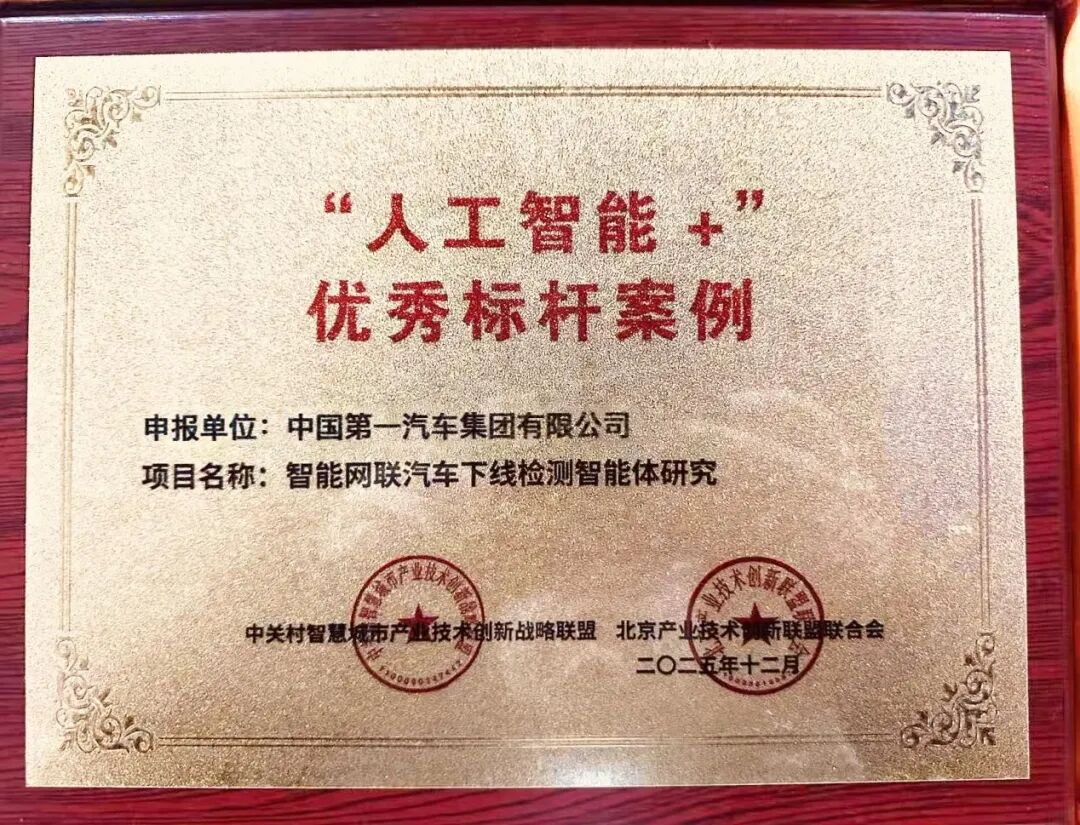 “人工智能+”
优秀标杆案例
申报单位：中国第一汽车集团有限公司
项目名称：智能网联汽车下线检测智能体研究
中关村智慧城市产业技术创新战略联盟 北京产业技术创新联盟联合会
二〇二五年十二月